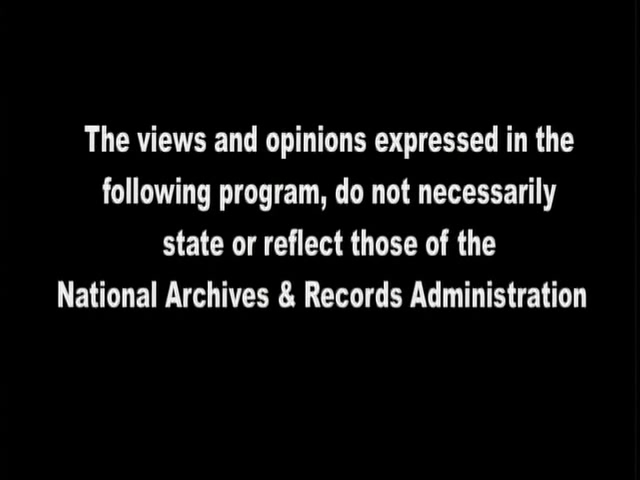 The views and opinions expressed in the
following program, do not necessarily
state or reflect those of the
National Archives & Records Administration